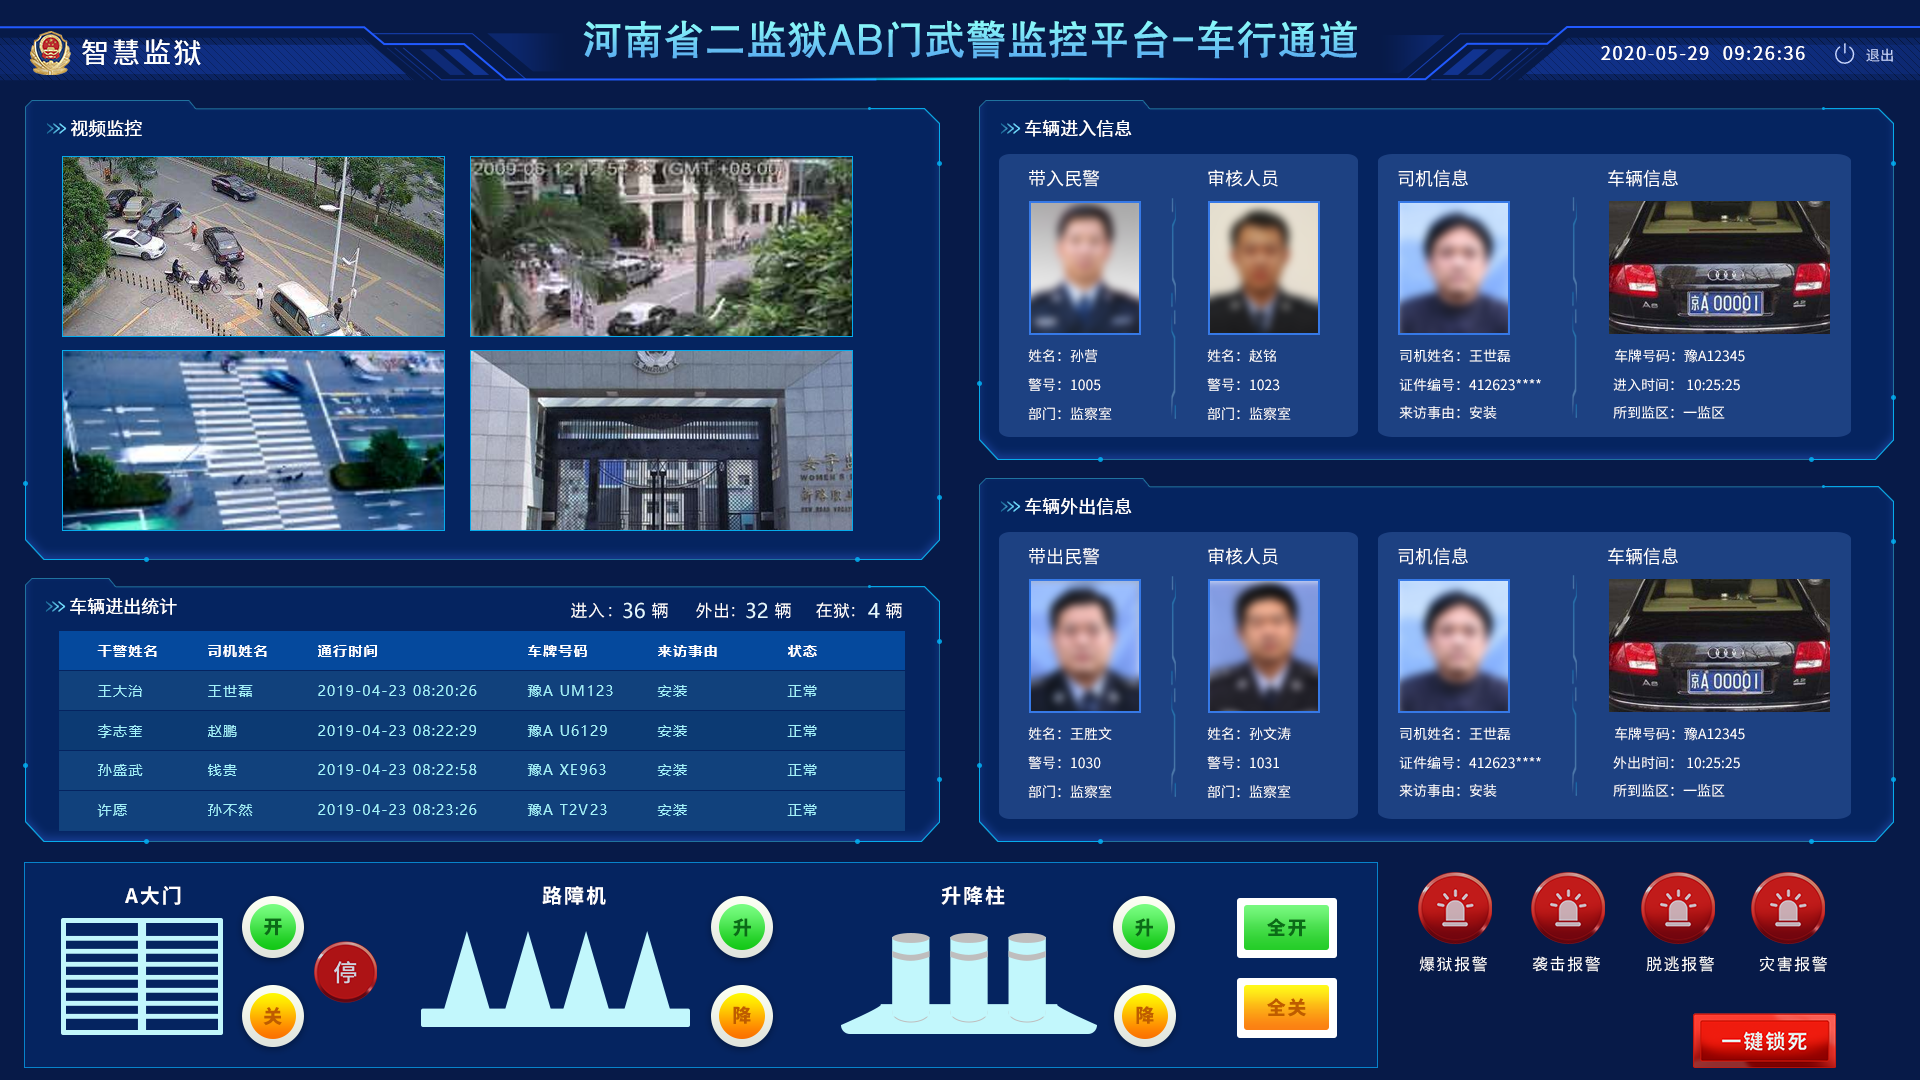 智慧监狱
河南省二监狱AB门武警监控平台-车行通道
2020-05-29 09:26:36
退出
视频监控
2009-06-12 12:5
(GMT +08:00)
WOMEN'S
车辆进出统计
进入：36 辆 外出：32 辆 在狱：4 辆
干警姓名 司机姓名 通行时间 车牌号码 来访事由 状态
王大治 王世磊 2019-04-23 08:20:26 豫A UM123 安装 正常
李志奎 赵鹏 2019-04-23 08:22:29 豫A U6129 安装 正常
孙盛武 钱贵 2019-04-23 08:22:58 豫A XE963 安装 正常
许愿 孙不然 2019-04-23 08:23:26 豫A T2V23 安装 正常
车辆进入信息
带入民警
姓名：孙营
警号：1005
部门：监察室
审核人员
姓名：赵铭
警号：1023
部门：监察室
司机信息
司机姓名：王世磊
证件编号：412623****
来访事由：安装
车辆信息
京A 00001
车牌号码：豫A12345
进入时间： 10:25:25
所到监区：一监区
车辆外出信息
带出民警
姓名：王胜文
警号：1030
部门：监察室
审核人员
姓名：孙文涛
警号：1031
部门：监察室
司机信息
司机姓名：王世磊
证件编号：412623****
来访事由：安装
车辆信息
京A 00001
车牌号码：豫A12345
外出时间： 10:25:25
所到监区：一监区
A大门
开
关
停
路障机
升
降
升降柱
升
降
全开
全关
爆狱报警
袭击报警
脱逃报警
灾害报警
一键锁死